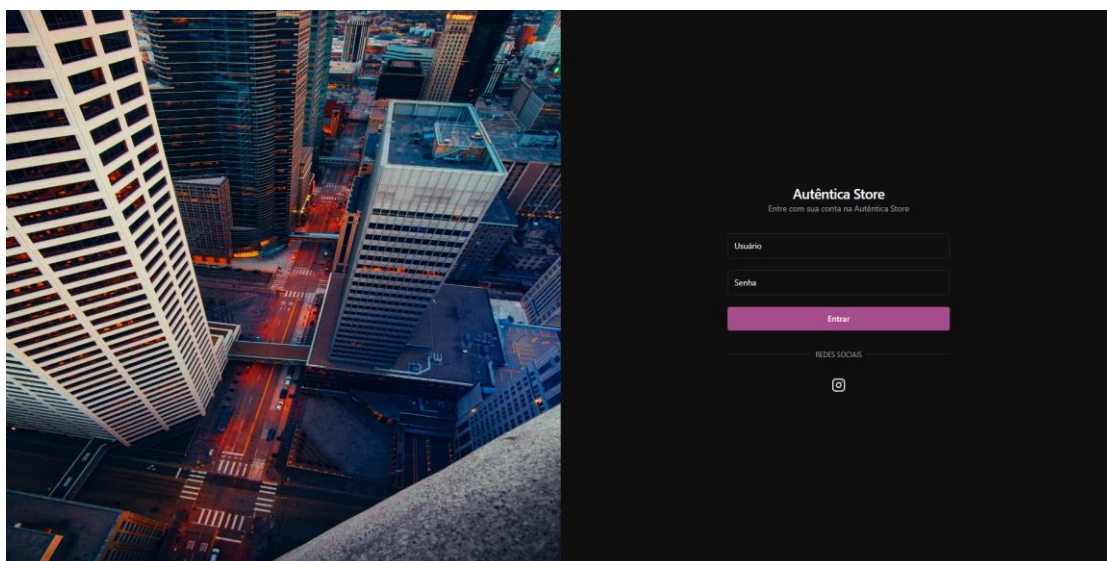 Autêntica Store
Entre com sua conta na Autêntica Store
Usuário
Senha
Entrar
REDES SOCIAIS